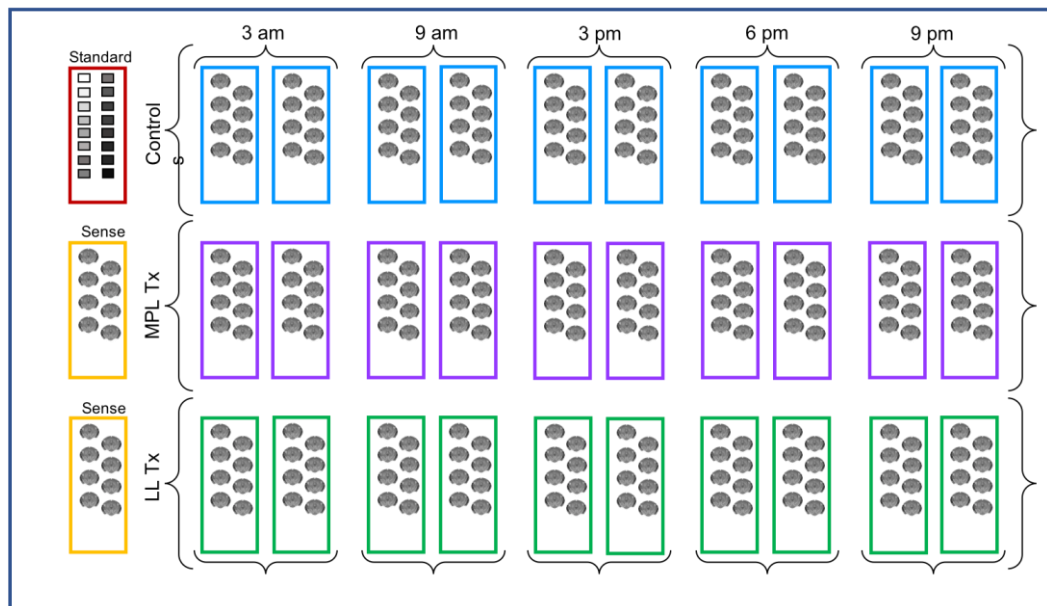 3 am 9 am 3 pm 6 pm 9 pm
Standard
Control
s
Sense
MPL Tx
Sense
LL Tx